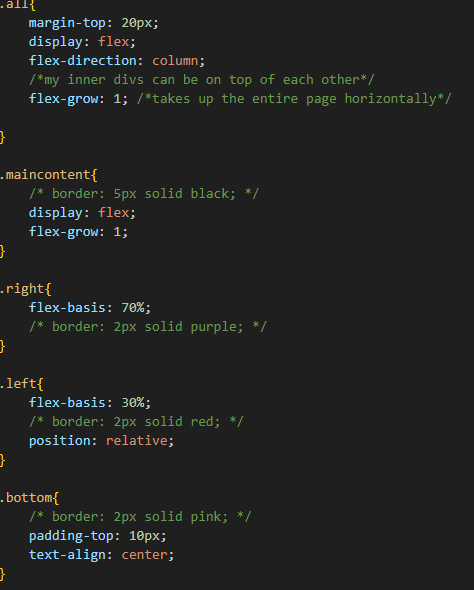 .all{
margin-top: 20px;
display: flex;
flex-direction: column;
/*my inner divs can be on top of each other*/
flex-grow: 1; /*takes up the entire page horizontally*/
}
.maincontent{
/* border: 5px solid black; */
display: flex;
flex-grow: 1;
}
.right{
flex-basis: 70%;
/* border: 2px solid purple; */
}
.left{
flex-basis: 30%;
/* border: 2px solid red; */
position: relative;
}
.bottom{
/* border: 2px solid pink; */
padding-top: 10px;
text-align: center;
}